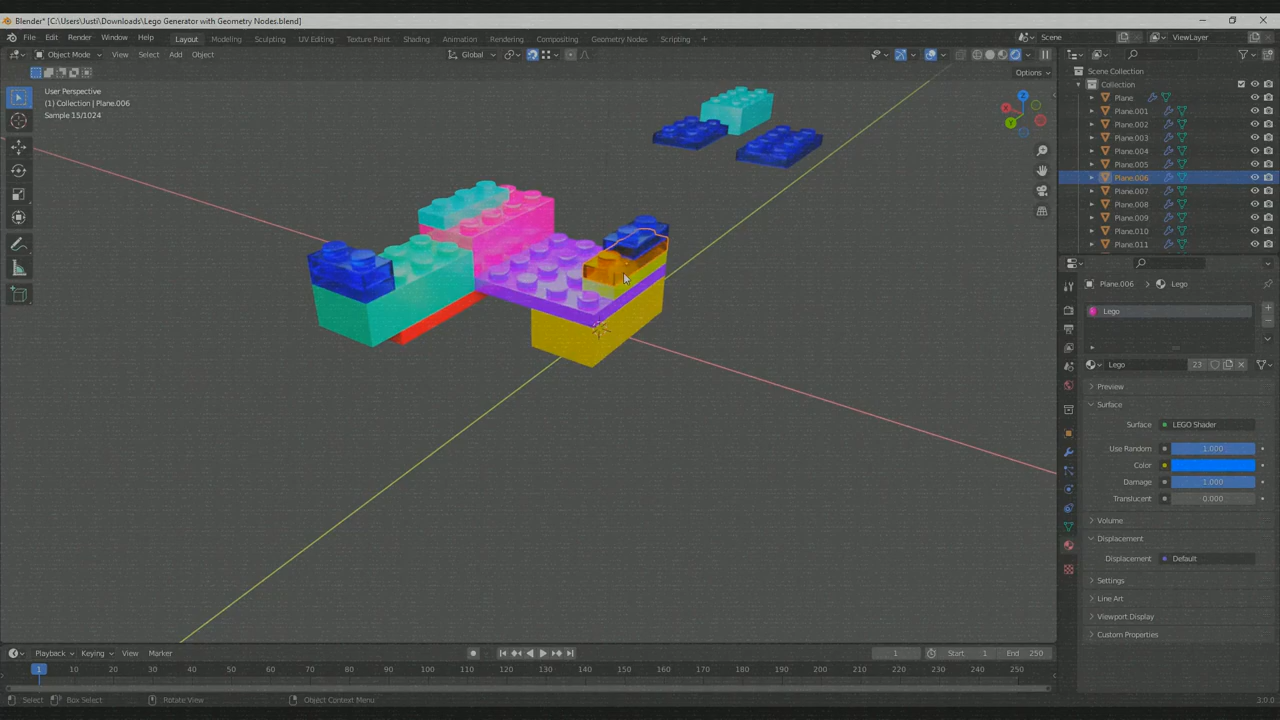 Blender* [C:\Users\Justi\Downloads\Lego Generator with Geometry Nodes.blend]
File Edit Render Window Help Layout Modeling Sculpting UV Editing Texture Paint Shading Animation Rendering Compositing Geometry Nodes Scripting + Scene ViewLayer
Object Mode View Select Add Object Global
Options
User Perspective
(1) Collection | Plane.006
Sample 15/1024
X
Y
Z
Scene Collection
Collection
Plane
Plane.001
Plane.002
Plane.003
Plane.004
Plane.005
Plane.006
Plane.007
Plane.008
Plane.009
Plane.010
Plane.011
Plane.006 > Lego
Lego
Lego 23
Preview
Surface
Surface LEGO Shader
Use Random 1.000
Color
Damage 1.000
Translucent 0.000
Volume
Displacement
Displacement Default
Settings
Line Art
Viewport Display
Custom Properties
Playback Keying View Marker 1 Start 1 End 250
1 10 20 30 40 50 60 70 80 90 100 110 120 130 140 150 160 170 180 190 200 210 220 230 240 250
Select Box Select Rotate View Object Context Menu 3.0.0